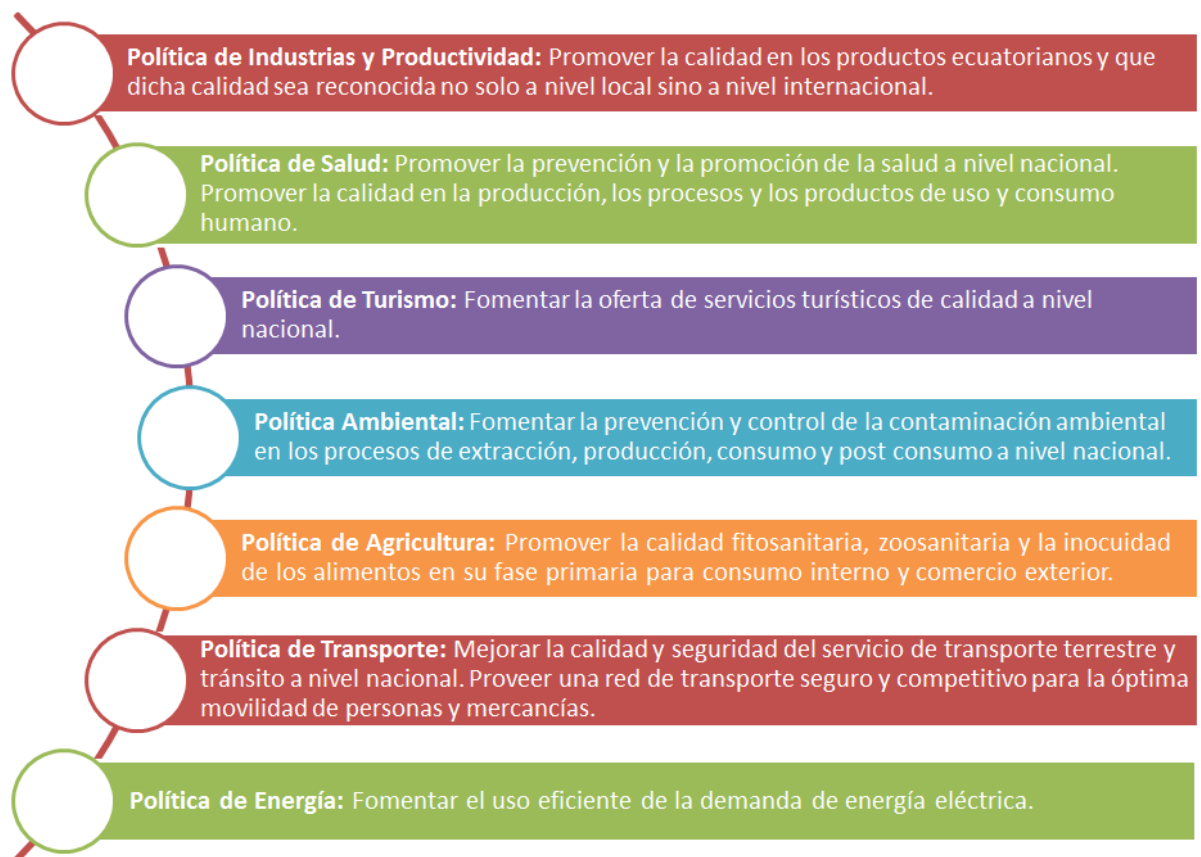 Política de Industrias y Productividad: Promover la calidad en los productos ecuatorianos y que
dicha calidad sea reconocida no solo a nivel local sino a nivel internacional.
Política de Salud: Promover la prevención y la promoción de la salud a nivel nacional.
Promover la calidad en la producción, los procesos y los productos de uso y consumo
humano.
Política de Turismo: Fomentar la oferta de servicios turísticos de calidad a nivel
nacional.
Política Ambiental: Fomentar la prevención y control de la contaminación ambiental
en los procesos de extracción, producción, consumo y post consumo a nivel nacional.
Política de Agricultura: Promover la calidad fitosanitaria, zoosanitaria y la inocuidad
de los alimentos en su fase primaria para consumo interno y comercio exterior.
Política de Transporte: Mejorar la calidad y seguridad del servicio de transporte terrestre y
tránsito a nivel nacional. Proveer una red de transporte seguro y competitivo para la óptima
movilidad de personas y mercancías.
Política de Energía: Fomentar el uso eficiente de la demanda de energía eléctrica.